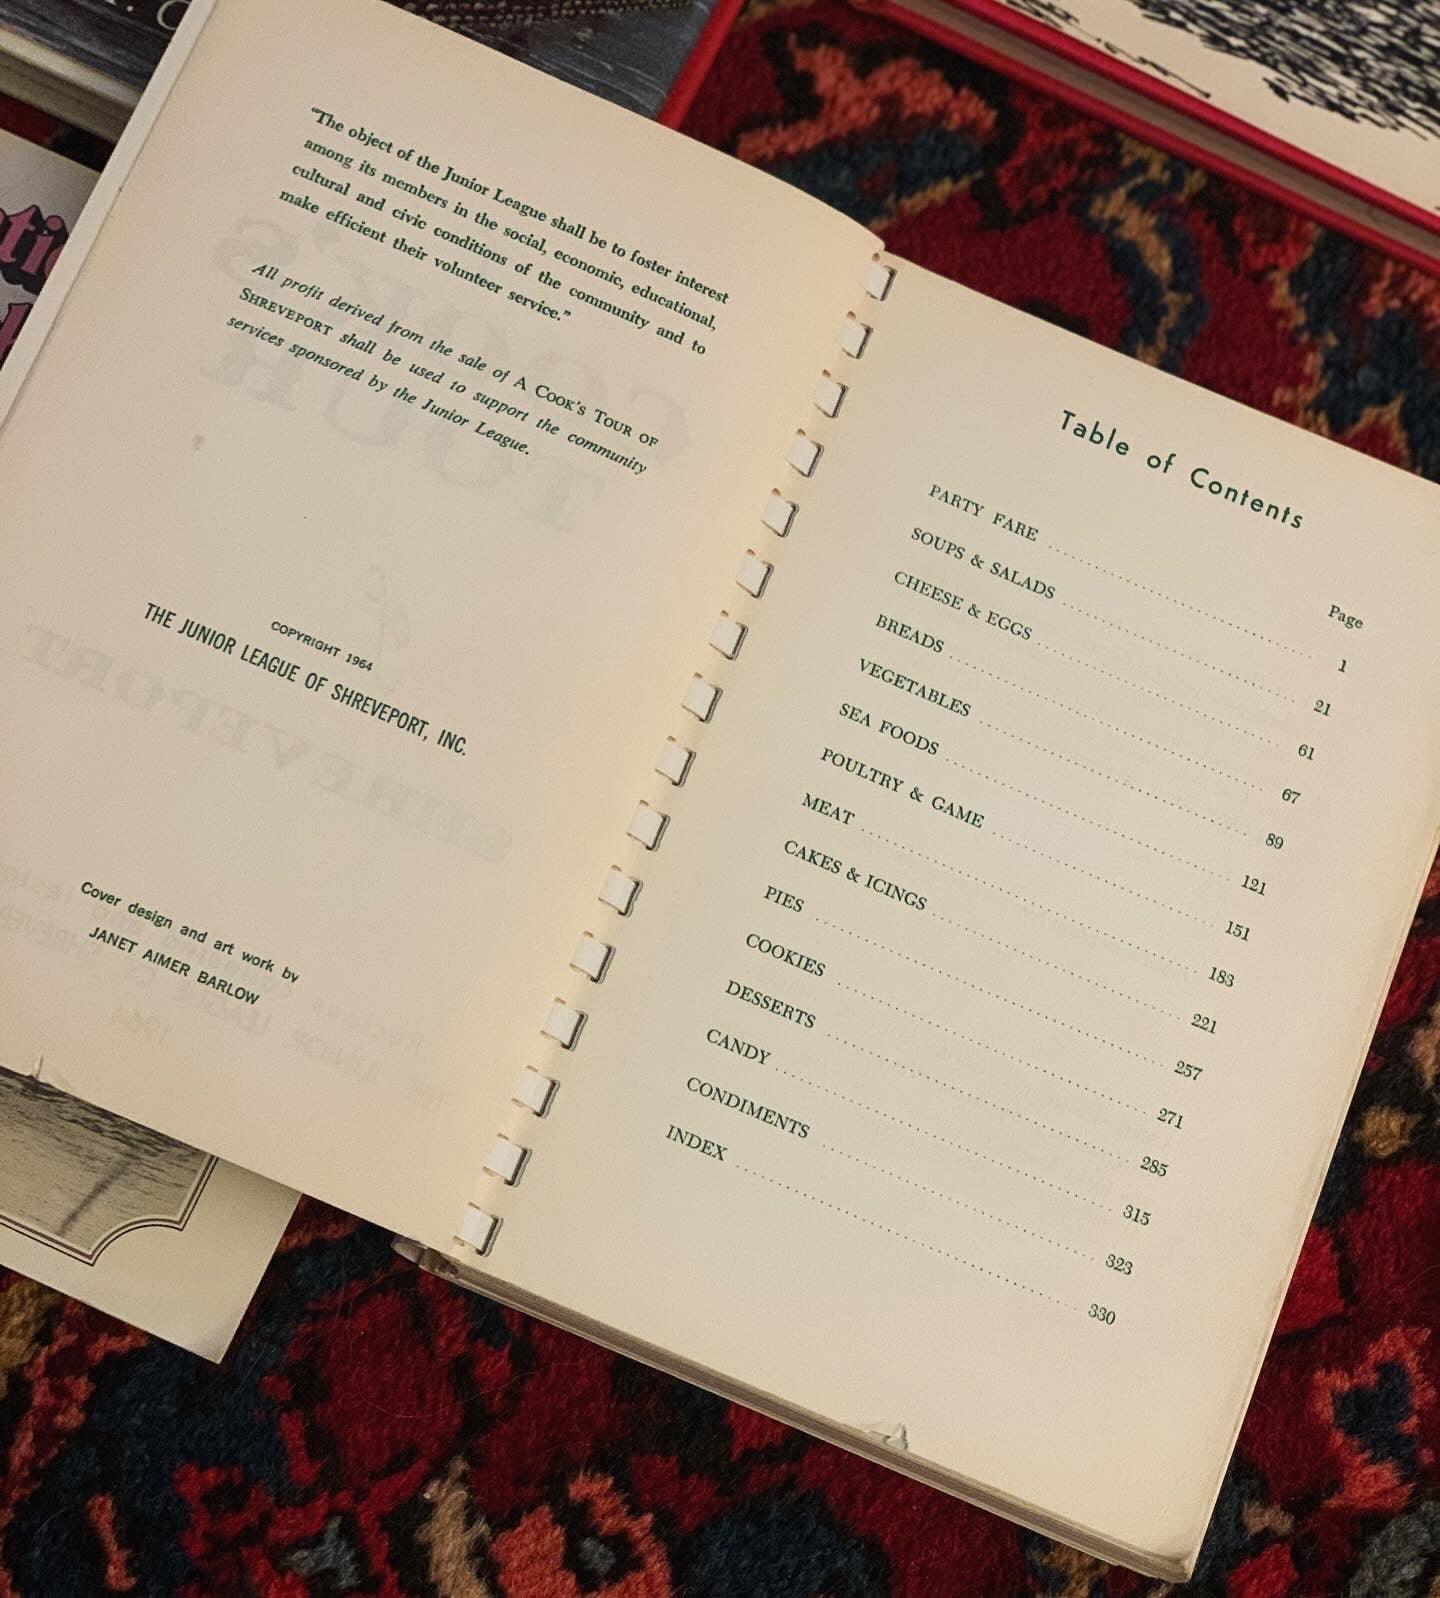 "The object of the Junior League shall be to foster interest
among its members in the social, economic, educational,
cultural and civic conditions of the community and to
make efficient their volunteer service."
All profit derived from the sale of A COOK'S TOUR OF
SHREVEPORT shall be used to support the community
services sponsored by the Junior League.
COPYRIGHT 1964
THE JUNIOR LEAGUE OF SHREVEPORT, INC.
Cover design and art work by
JANET AIMER BARLOW
Table of Contents
Page
PARTY FARE 1
SOUPS & SALADS 21
CHEESE & EGGS 61
BREADS 67
VEGETABLES 89
SEA FOODS 121
POULTRY & GAME 151
MEAT 183
CAKES & ICINGS 221
PIES 257
COOKIES 271
DESSERTS 285
CANDY 315
CONDIMENTS 323
INDEX 330